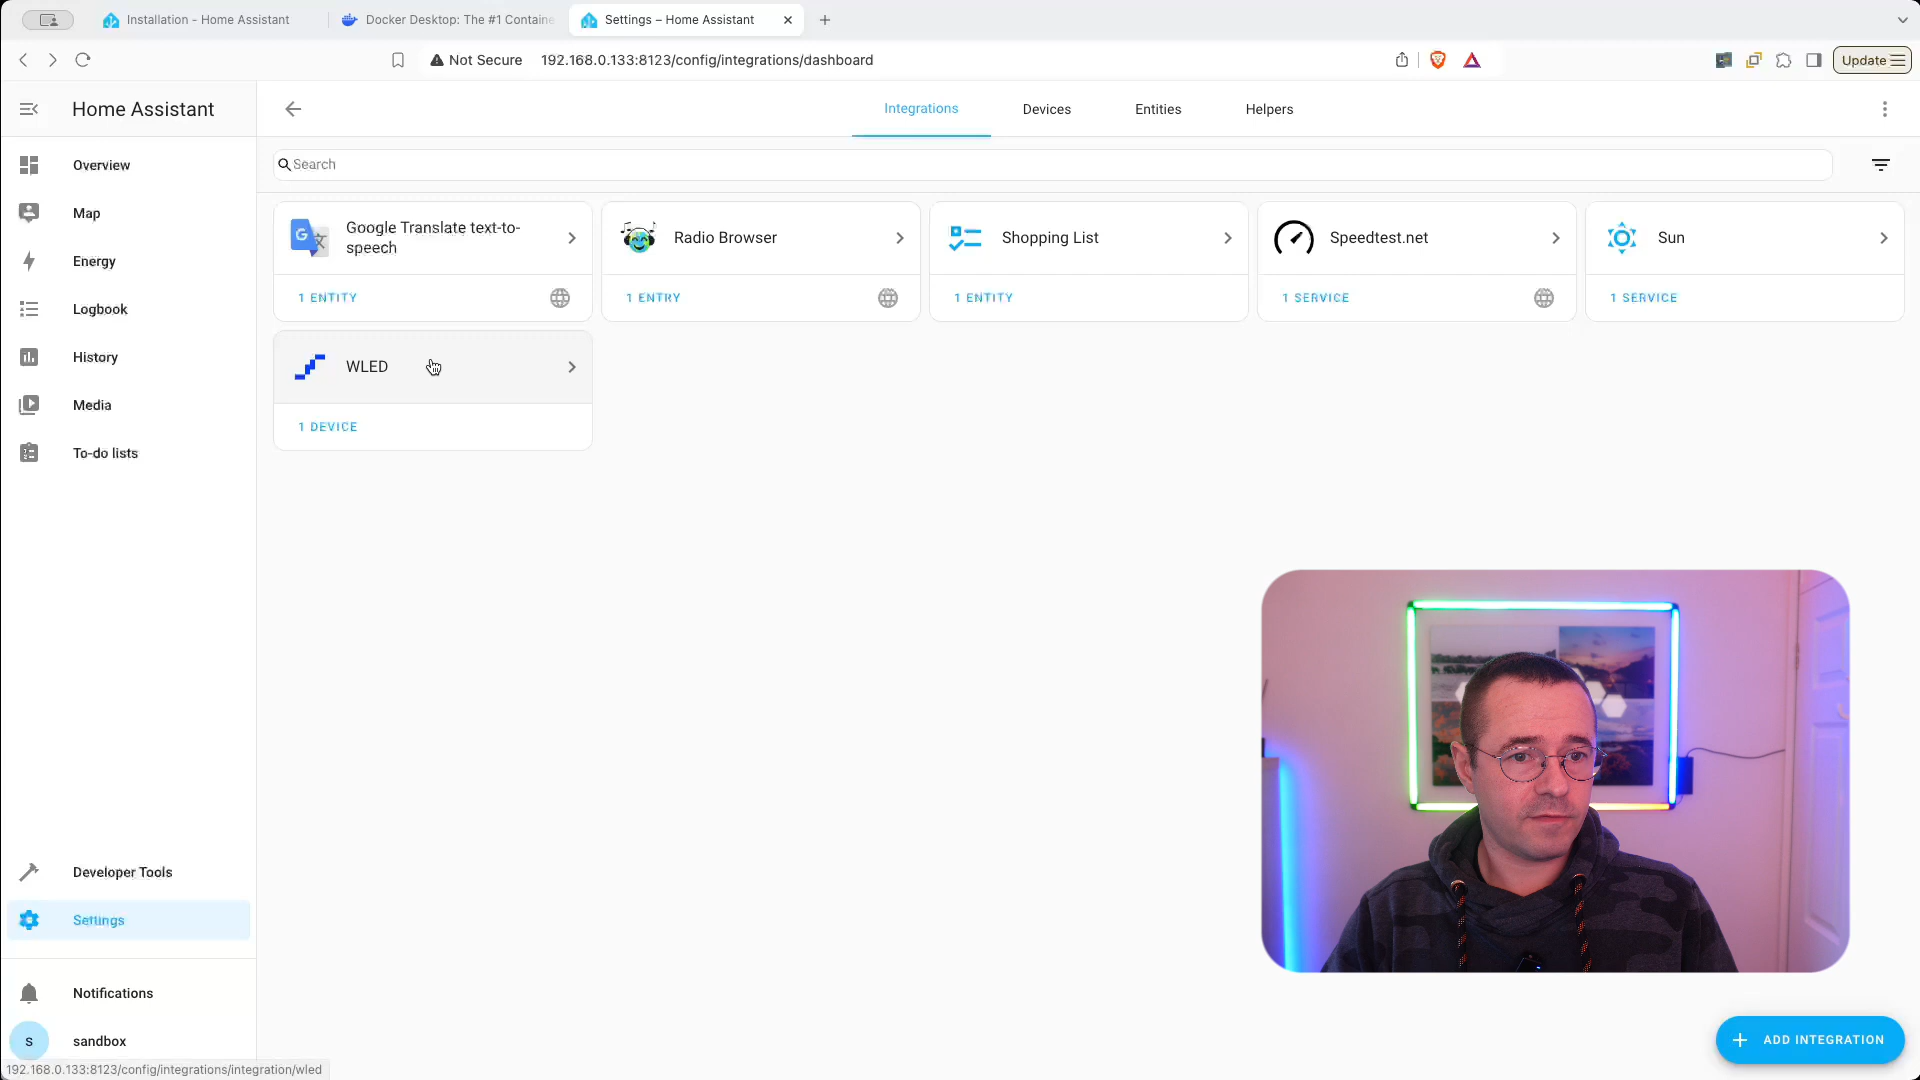 Installation - Home Assistant
Docker Desktop: The #1 Containe
Settings – Home Assistant
Not Secure
192.168.0.133:8123/config/integrations/dashboard
Update
Home Assistant
Integrations
Devices
Entities
Helpers
Overview
Map
Energy
Logbook
History
Media
To-do lists
Developer Tools
Settings
Notifications
S
sandbox
Search
Google Translate text-to-
speech
1 ENTITY
Radio Browser
1 ENTRY
Shopping List
1 ENTITY
Speedtest.net
1 SERVICE
Sun
1 SERVICE
WLED
1 DEVICE
ADD INTEGRATION
192.168.0.133:8123/config/integrations/integration/wled